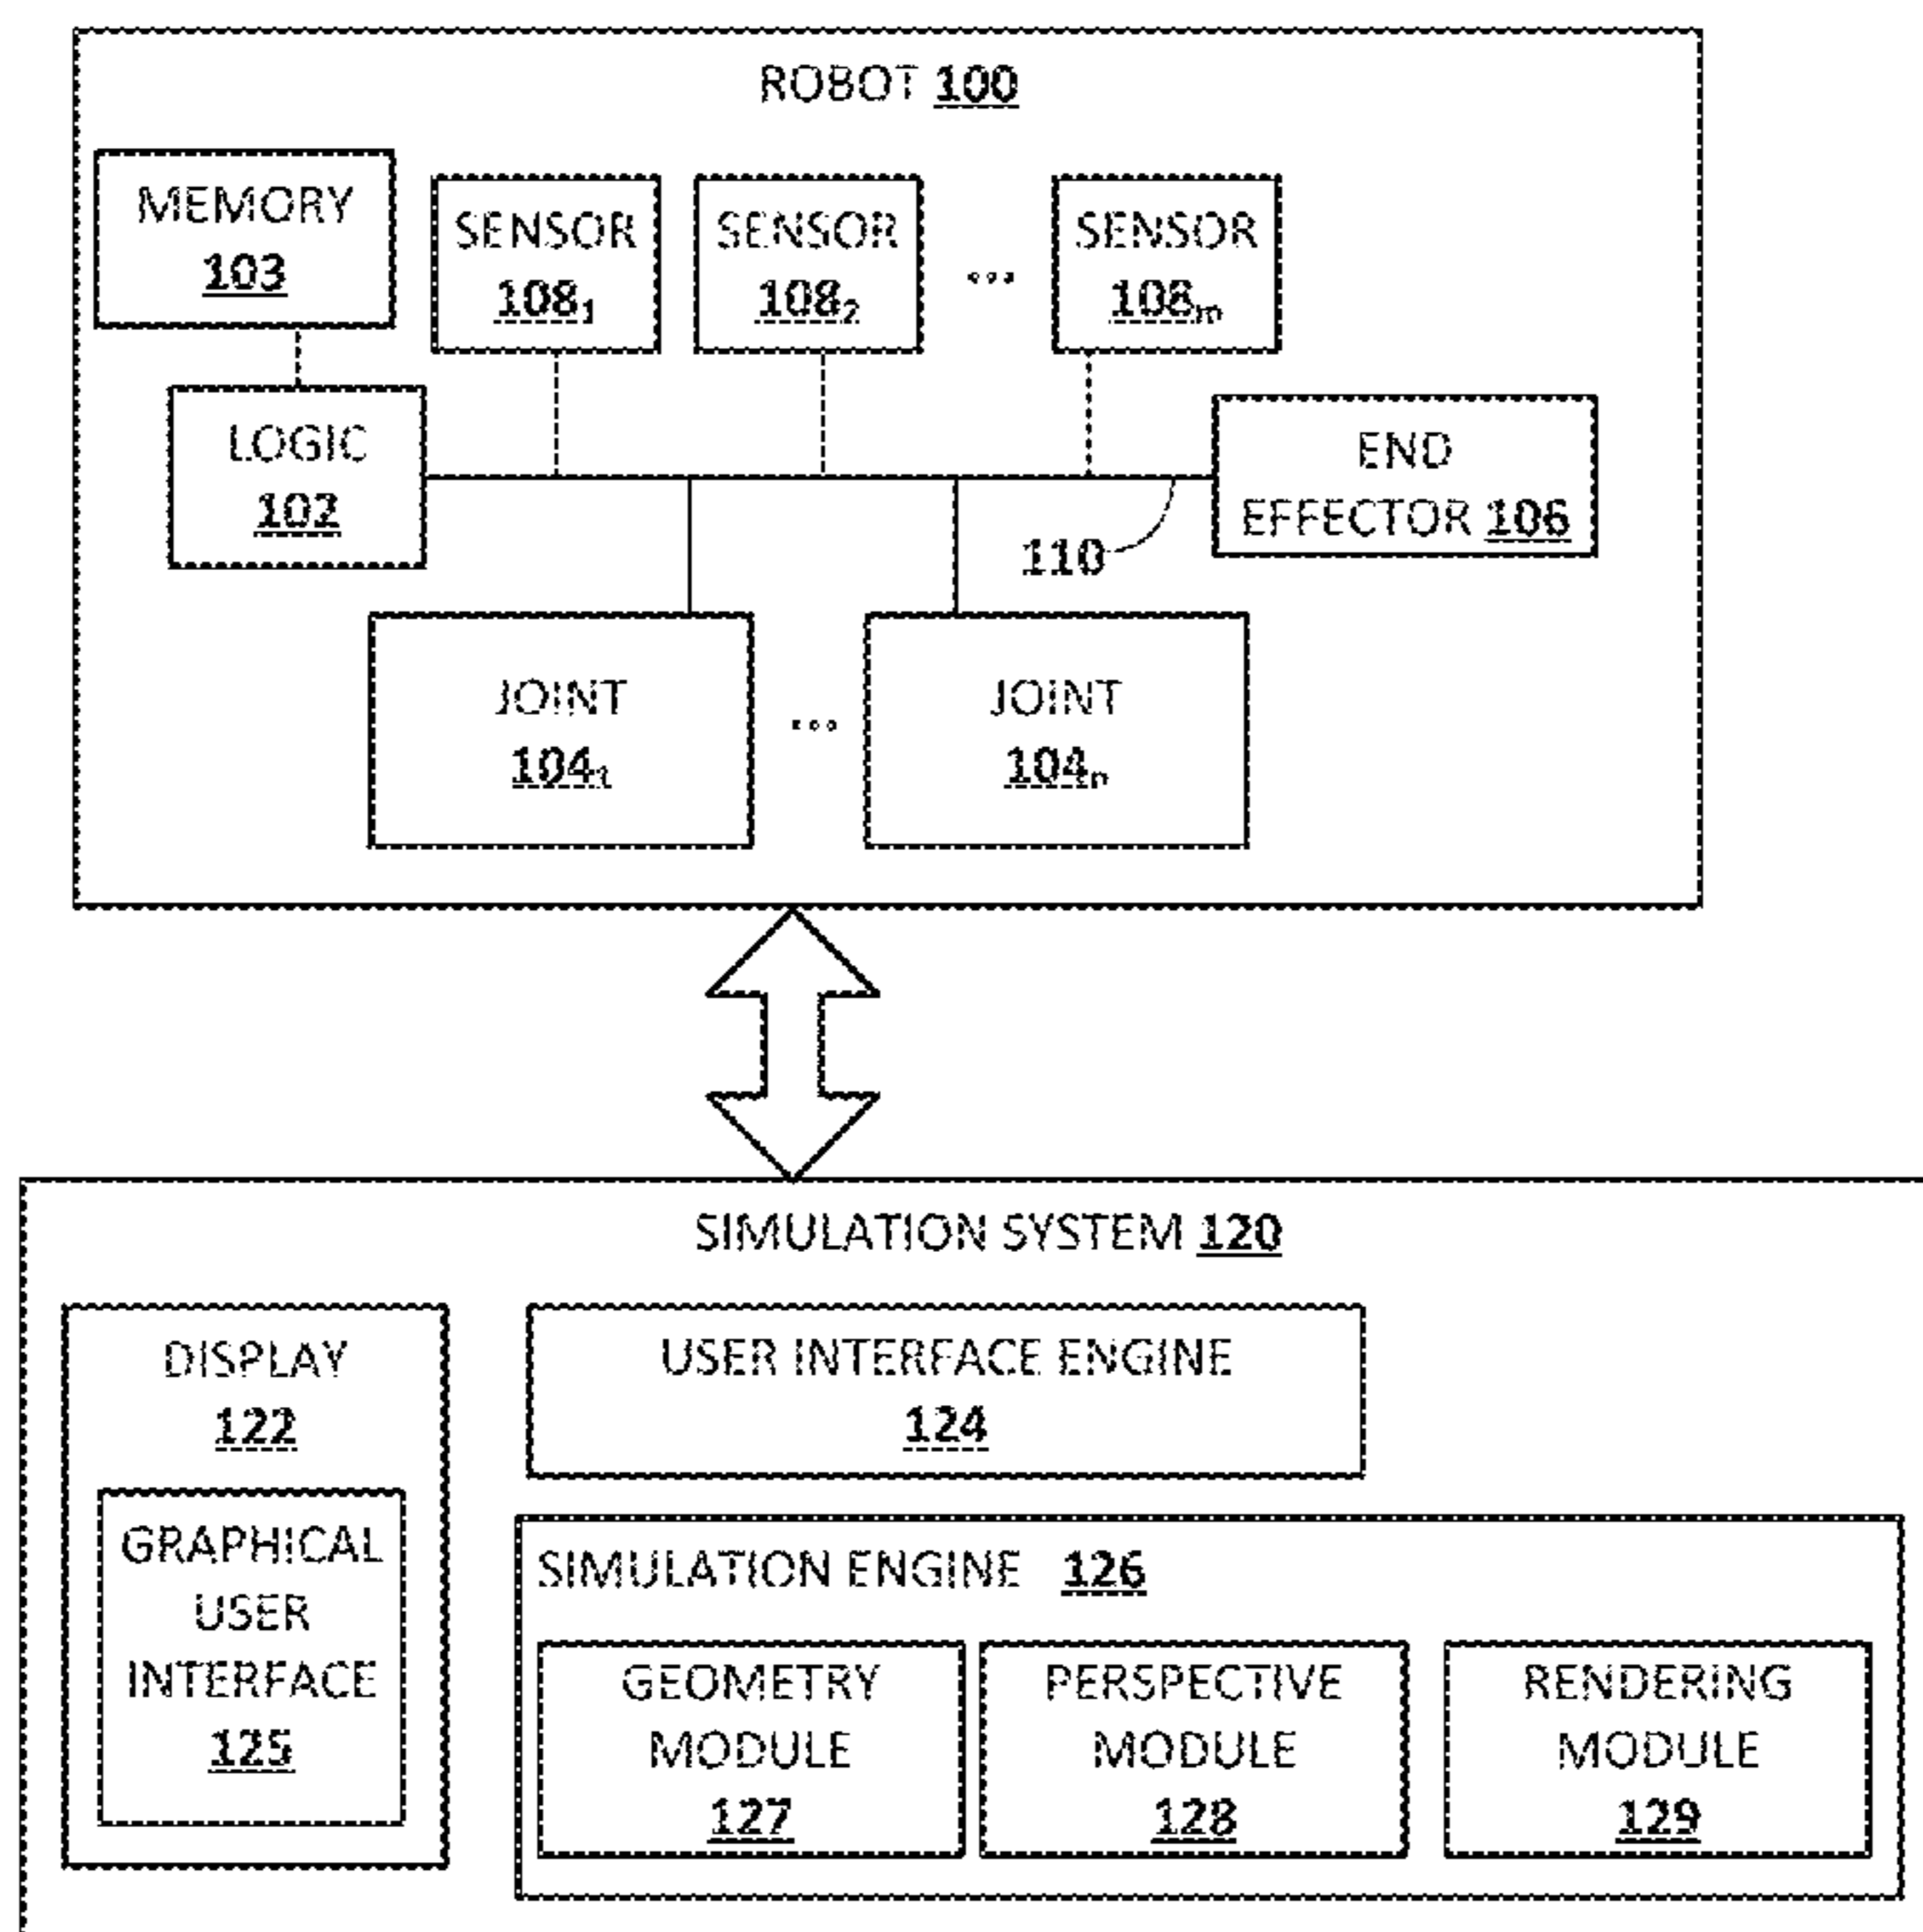 ROBOT 100
MEMORY
103
SENSOR
108₁
SENSOR
108₂
...
SENSOR
108ₘ
LOGIC
102
END
EFFECTOR 106
110
JOINT
104₁
...
JOINT
104ₙ
SIMULATION SYSTEM 120
DISPLAY
122
GRAPHICAL
USER
INTERFACE
125
USER INTERFACE ENGINE
124
SIMULATION ENGINE 126
GEOMETRY
MODULE
127
PERSPECTIVE
MODULE
128
RENDERING
MODULE
129